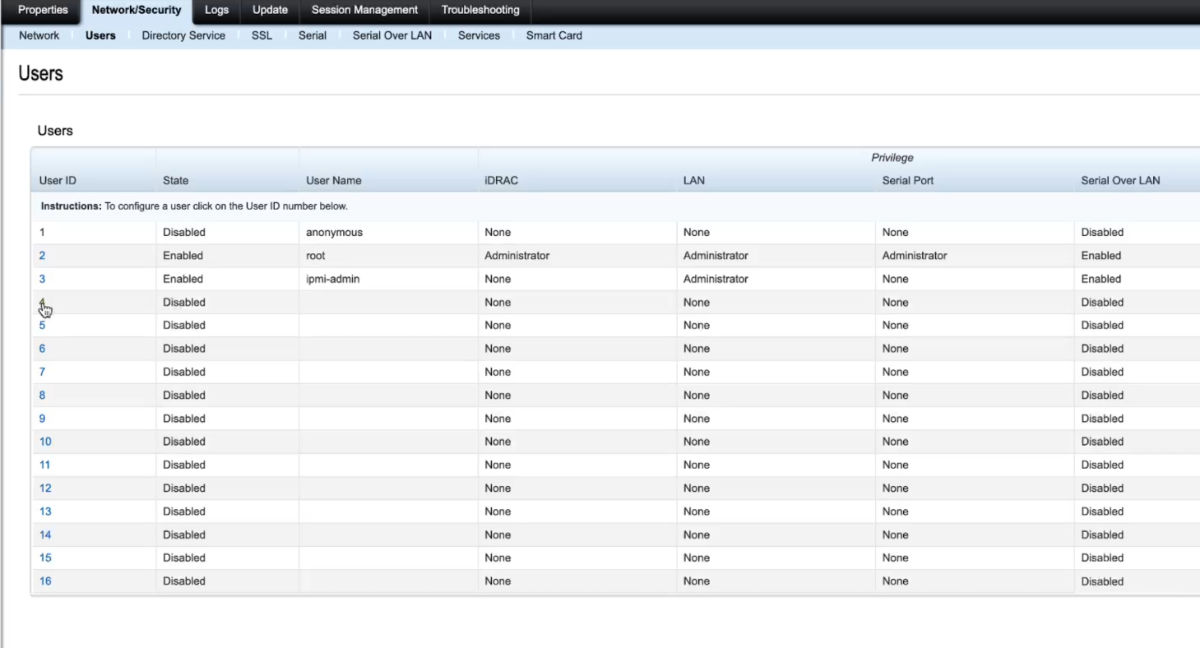 Properties Network/Security Logs Update Session Management Troubleshooting
Network Users Directory Service SSL Serial Serial Over LAN Services Smart Card
Users
Users
Privilege
User ID State User Name iDRAC LAN Serial Port Serial Over LAN
Instructions: To configure a user click on the User ID number below.
1 Disabled anonymous None None None Disabled
2 Enabled root Administrator Administrator Administrator Enabled
3 Enabled ipmi-admin None Administrator None Enabled
4 Disabled None None None Disabled
5 Disabled None None None Disabled
6 Disabled None None None Disabled
7 Disabled None None None Disabled
8 Disabled None None None Disabled
9 Disabled None None None Disabled
10 Disabled None None None Disabled
11 Disabled None None None Disabled
12 Disabled None None None Disabled
13 Disabled None None None Disabled
14 Disabled None None None Disabled
15 Disabled None None None Disabled
16 Disabled None None None Disabled